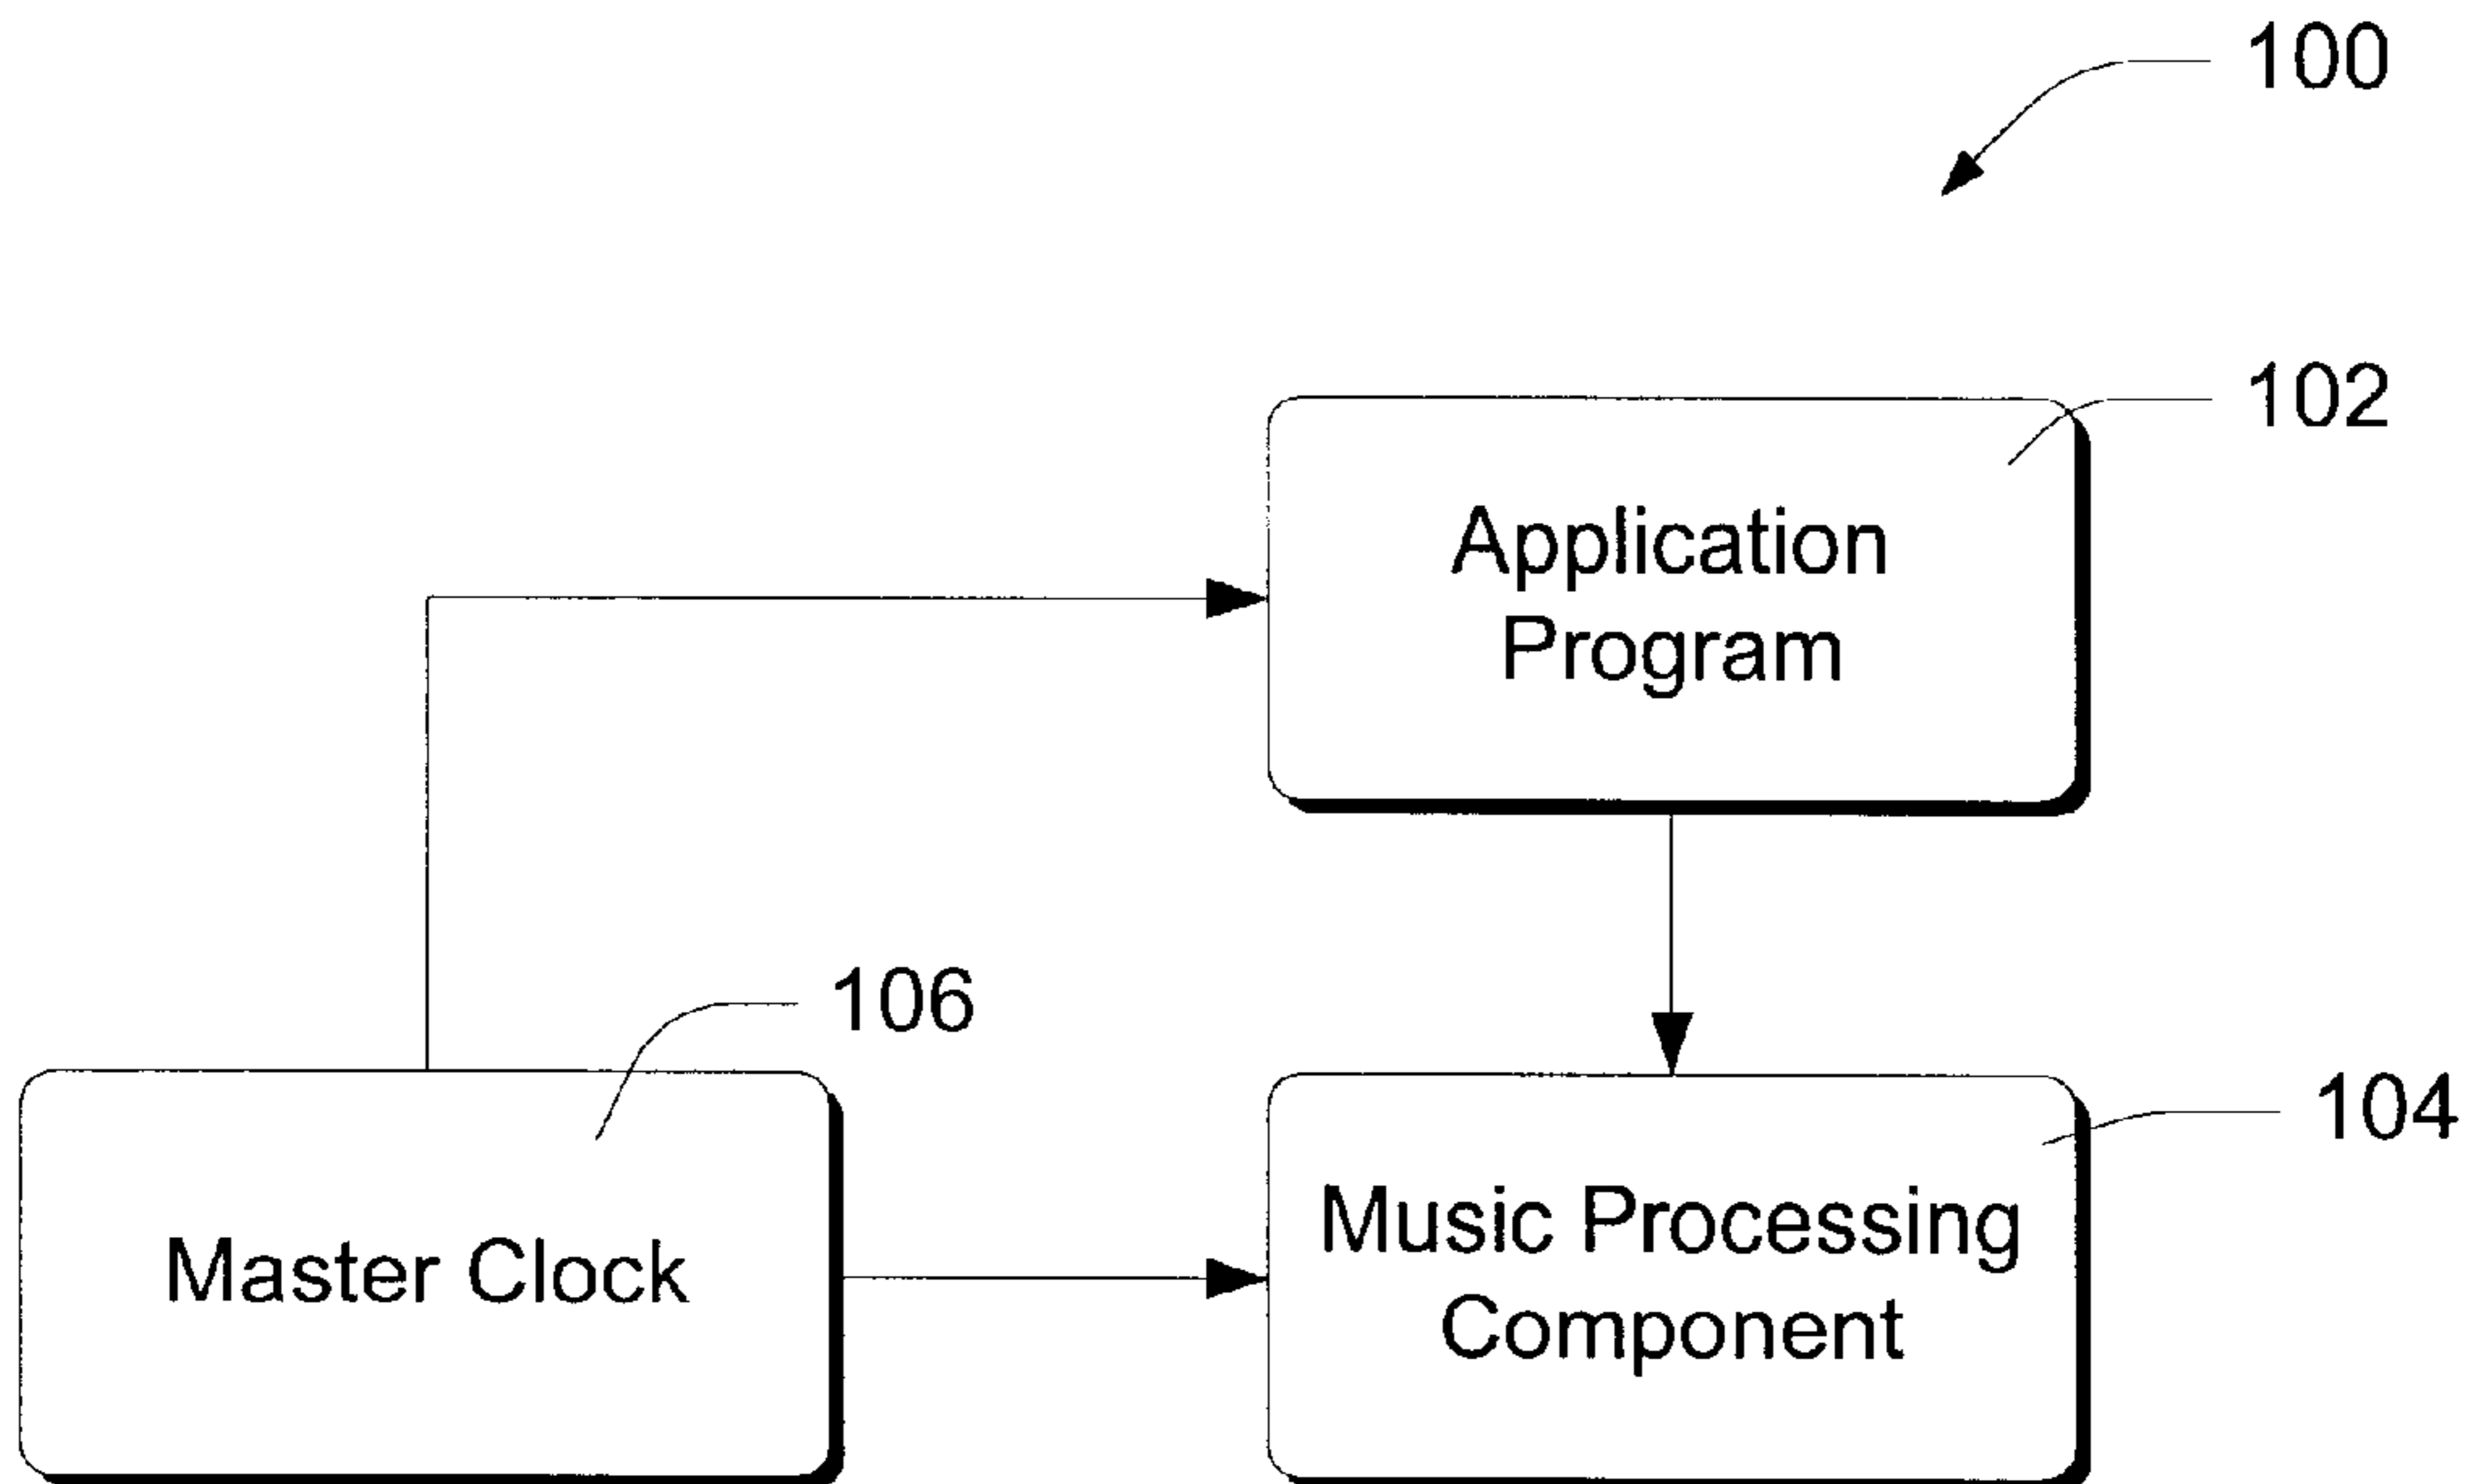 100
102
Application
Program
106
104
Music Processing
Component
Master Clock